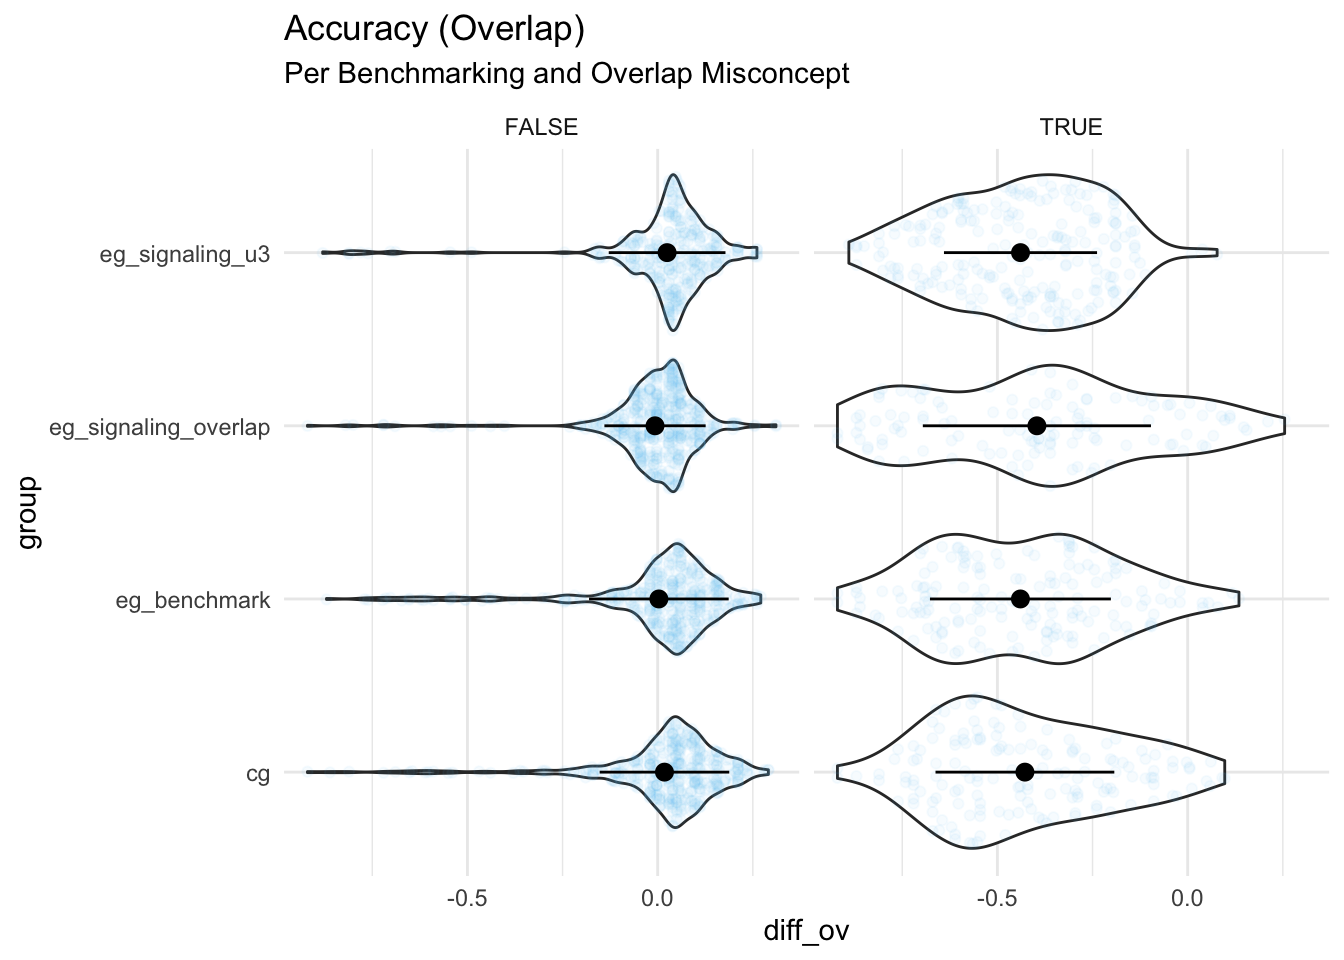 Accuracy (Overlap)
Per Benchmarking and Overlap Misconcept
FALSE
TRUE
eg_signaling_u3
eg_signaling_overlap
eg_benchmark
cg
group
-0.5
0.0
-0.5
0.0
diff_ov